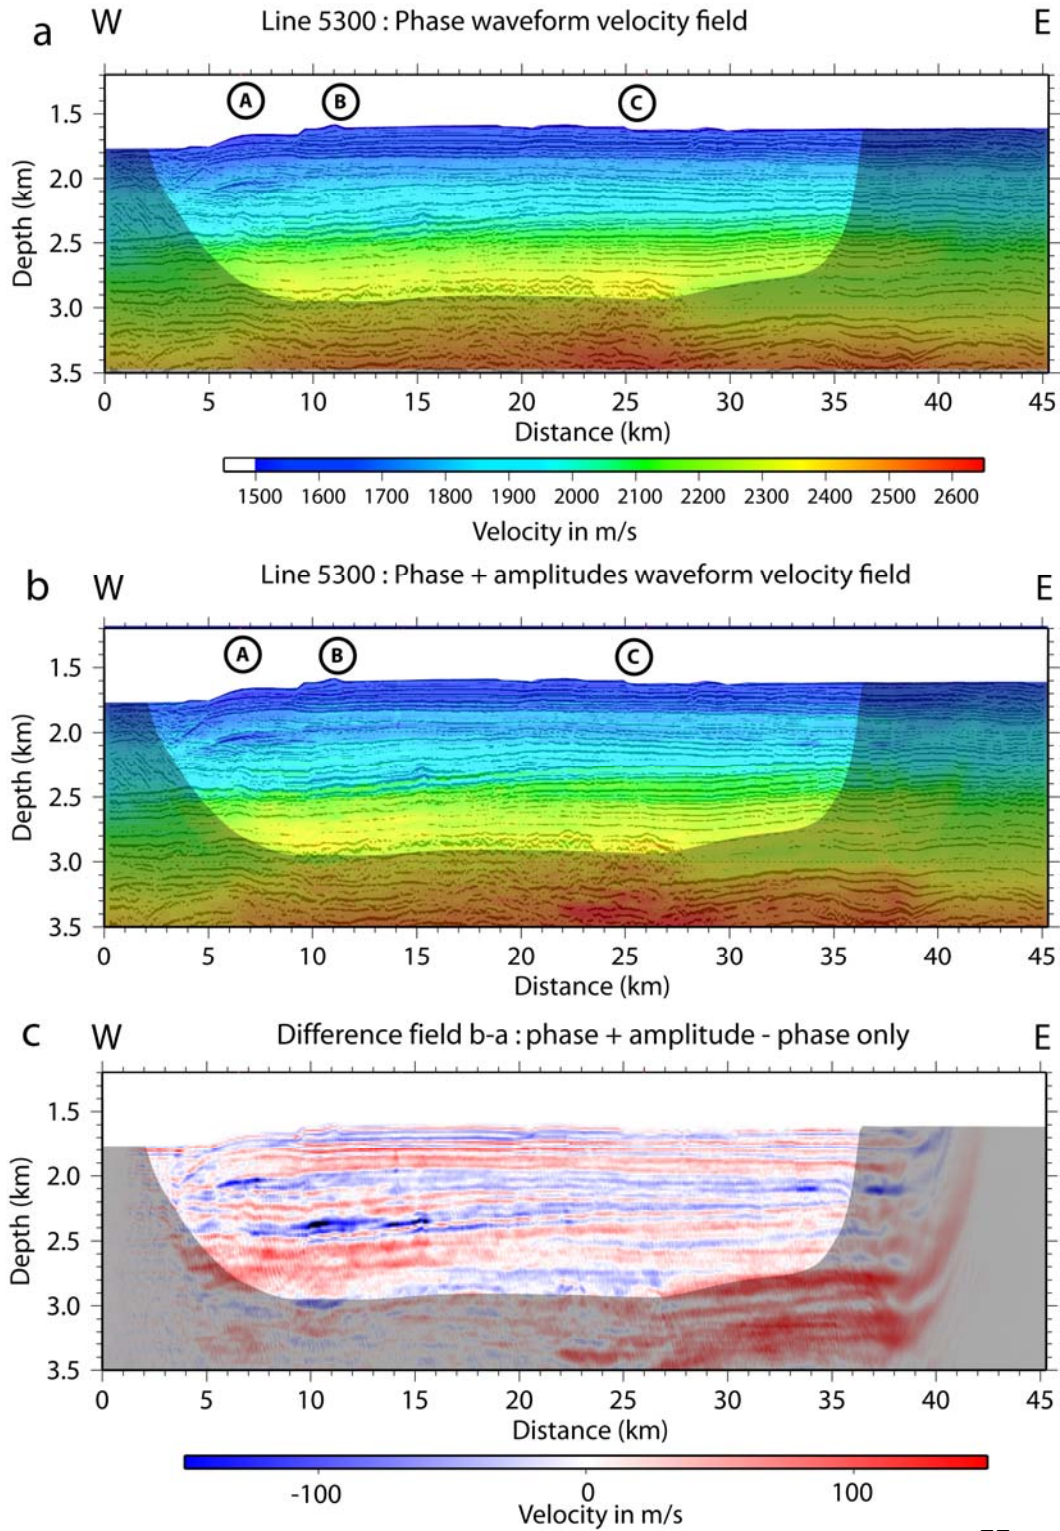 a W Line 5300 : Phase waveform velocity field E
A B C
1.5
2.0
2.5
3.0
3.5
Depth (km)
0 5 10 15 20 25 30 35 40 45
Distance (km)
1500 1600 1700 1800 1900 2000 2100 2200 2300 2400 2500 2600
Velocity in m/s
b W Line 5300 : Phase + amplitudes waveform velocity field E
A B C
1.5
2.0
2.5
3.0
3.5
Depth (km)
0 5 10 15 20 25 30 35 40 45
Distance (km)
c W Difference field b-a : phase + amplitude - phase only E
1.5
2.0
2.5
3.0
3.5
Depth (km)
0 5 10 15 20 25 30 35 40 45
Distance (km)
-100 0 100
Velocity in m/s